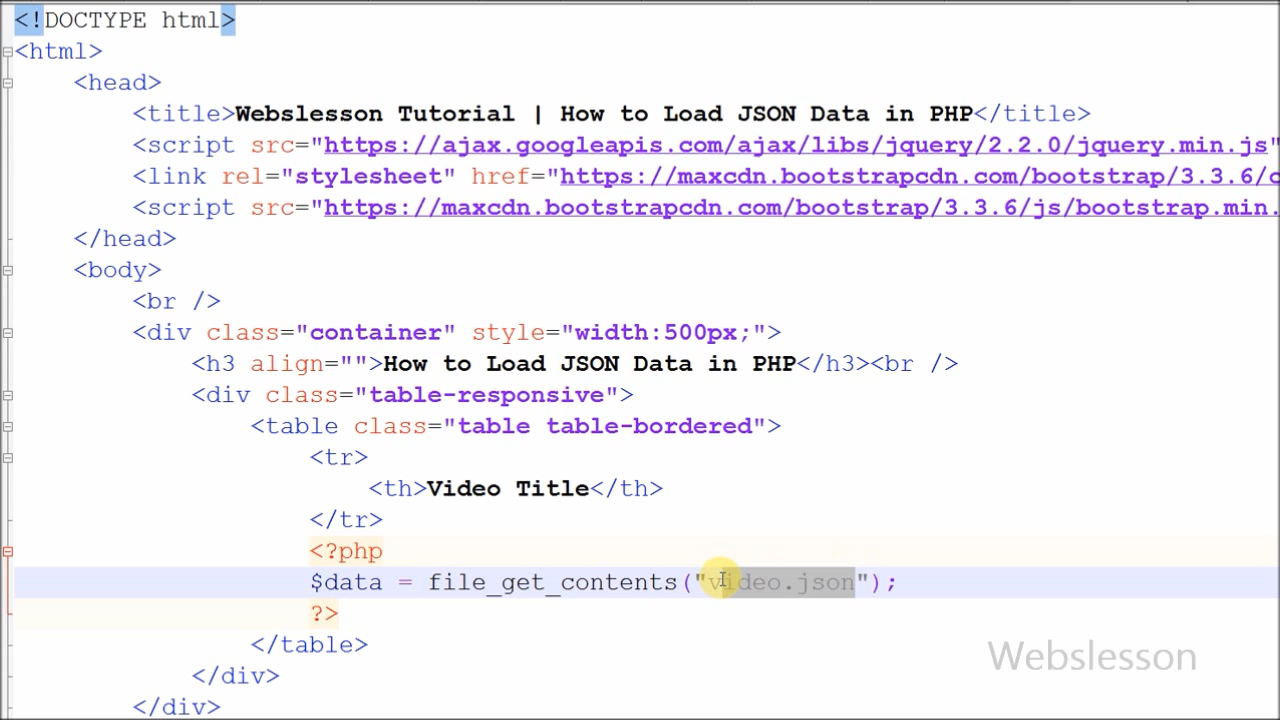 <!DOCTYPE html>
<html>
<head>
<title>Webslesson Tutorial | How to Load JSON Data in PHP</title>
<script src="https://ajax.googleapis.com/ajax/libs/jquery/2.2.0/jquery.min.js"
<link rel="stylesheet" href="https://maxcdn.bootstrapcdn.com/bootstrap/3.3.6/c
<script src="https://maxcdn.bootstrapcdn.com/bootstrap/3.3.6/js/bootstrap.min.
</head>
<body>
<br />
<div class="container" style="width:500px;">
<h3 align="">How to Load JSON Data in PHP</h3><br />
<div class="table-responsive">
<table class="table table-bordered">
<tr>
<th>Video Title</th>
</tr>
<?php
$data = file_get_contents("video.json");
?>
</table>
Webslesson
</div>
</div>